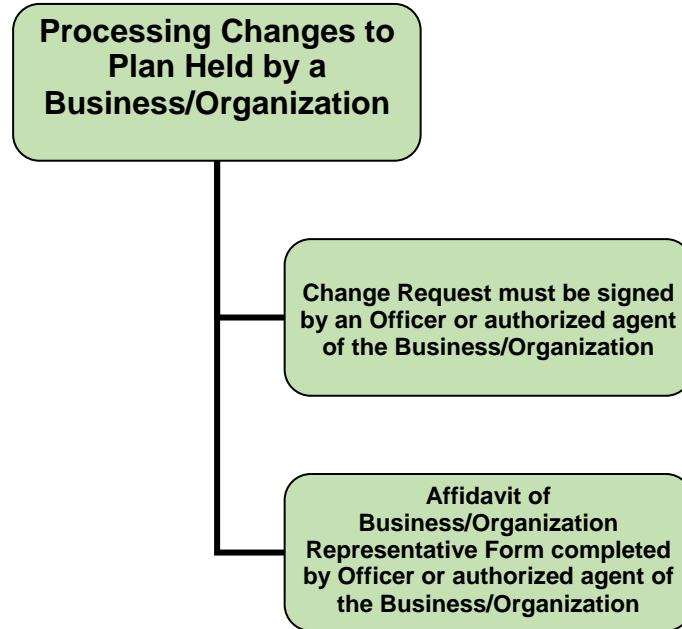 Processing Changes to
Plan Held by a
Business/Organization
Change Request must be signed
by an Officer or authorized agent
of the Business/Organization
Affidavit of
Business/Organization
Representative Form completed
by Officer or authorized agent of
the Business/Organization